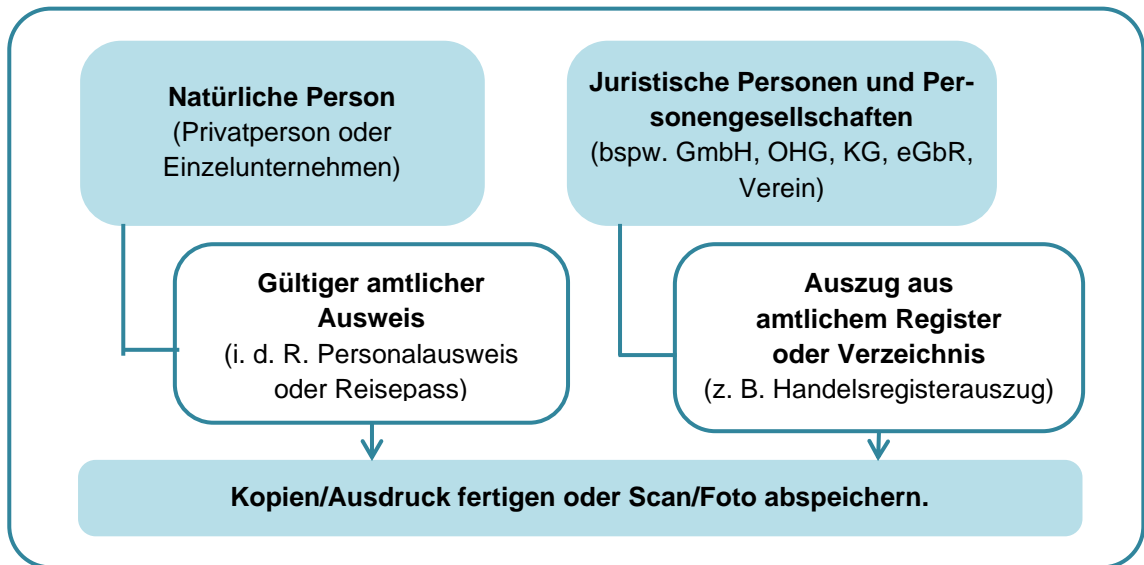 Natürliche Person
(Privatperson oder
Einzelunternehmen)
Juristische Personen und Per-
sonengesellschaften
(bspw. GmbH, OHG, KG, eGbR,
Verein)
Gültiger amtlicher
Ausweis
(i. d. R. Personalausweis
oder Reisepass)
Auszug aus
amtlichem Register
oder Verzeichnis
(z. B. Handelsregisterauszug)
Kopien/Ausdruck fertigen oder Scan/Foto abspeichern.